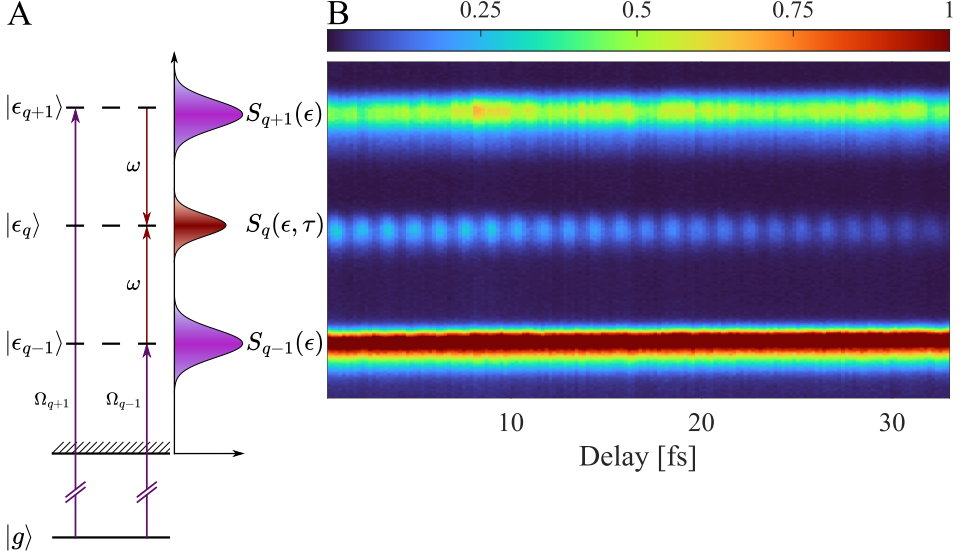 A
B
0.25 0.5 0.75 1
|ϵ_{q+1}⟩
ω
S_{q+1}(ϵ)
|ϵ_q⟩
S_q(ϵ, τ)
ω
|ϵ_{q−1}⟩
S_{q−1}(ϵ)
Ω_{q+1} Ω_{q−1}
10 20 30
Delay [fs]
|g⟩